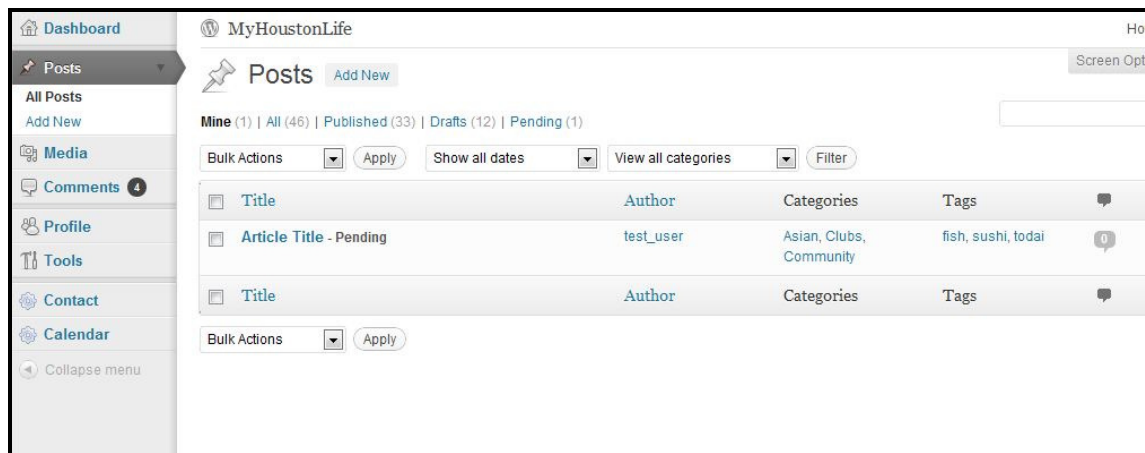 Dashboard
Posts
All Posts
Add New
Media
Comments 4
Profile
Tools
Contact
Calendar
Collapse menu
MyHoustonLife
Ho
Screen Opt
Posts Add New
Mine (1) | All (46) | Published (33) | Drafts (12) | Pending (1)
Bulk Actions Apply Show all dates View all categories Filter
Title Author Categories Tags
Article Title - Pending test_user Asian, Clubs, fish, sushi, todai 0
Community
Title Author Categories Tags
Bulk Actions Apply